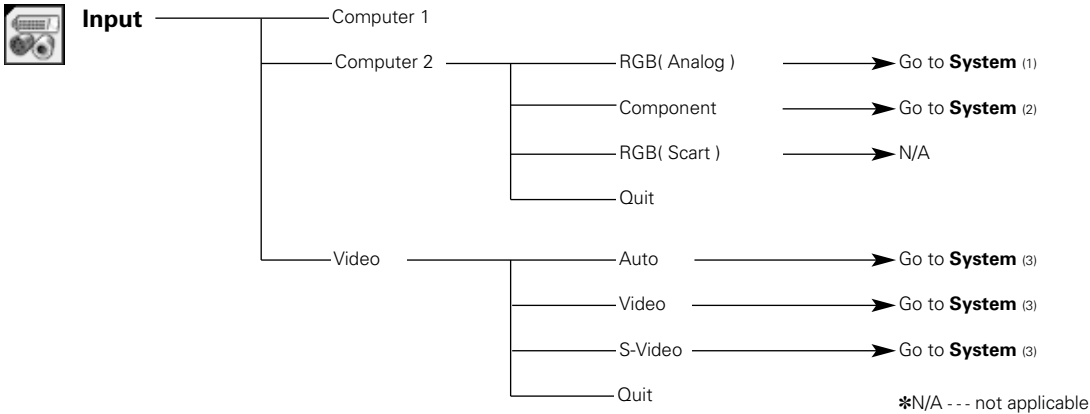 Input
Computer 1
Computer 2
RGB( Analog )
Go to System (1)
Component
Go to System (2)
RGB( Scart )
N/A
Quit
Video
Auto
Go to System (3)
Video
Go to System (3)
S-Video
Go to System (3)
Quit
✽N/A - - - not applicable